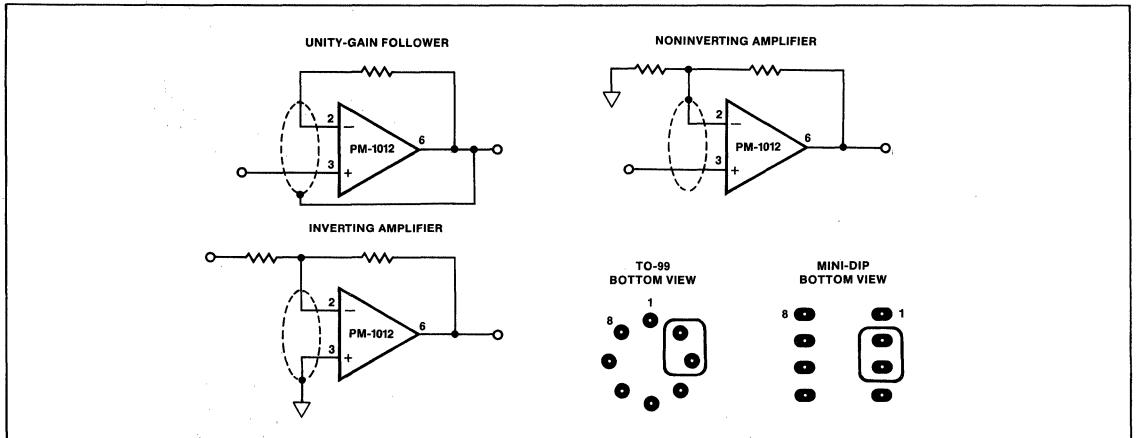 UNITY-GAIN FOLLOWER
2
−
PM-1012
6
3
+
NONINVERTING AMPLIFIER
2
−
PM-1012
6
3
+
INVERTING AMPLIFIER
2
−
PM-1012
6
3
+
TO-99
BOTTOM VIEW
1
8
MINI-DIP
BOTTOM VIEW
8
1